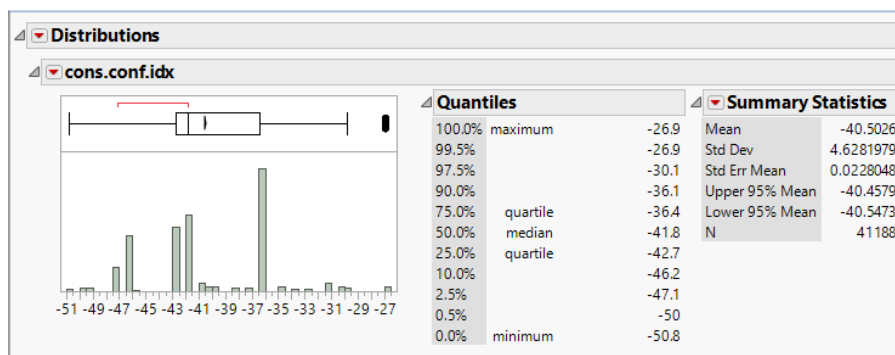 Distributions
cons.conf.idx
-51 -49 -47 -45 -43 -41 -39 -37 -35 -33 -31 -29 -27
Quantiles
100.0% maximum -26.9
99.5% -26.9
97.5% -30.1
90.0% -36.1
75.0% quartile -36.4
50.0% median -41.8
25.0% quartile -42.7
10.0% -46.2
2.5% -47.1
0.5% -50
0.0% minimum -50.8
Summary Statistics
Mean -40.5026
Std Dev 4.6281979
Std Err Mean 0.0228048
Upper 95% Mean -40.4579
Lower 95% Mean -40.5473
N 41188